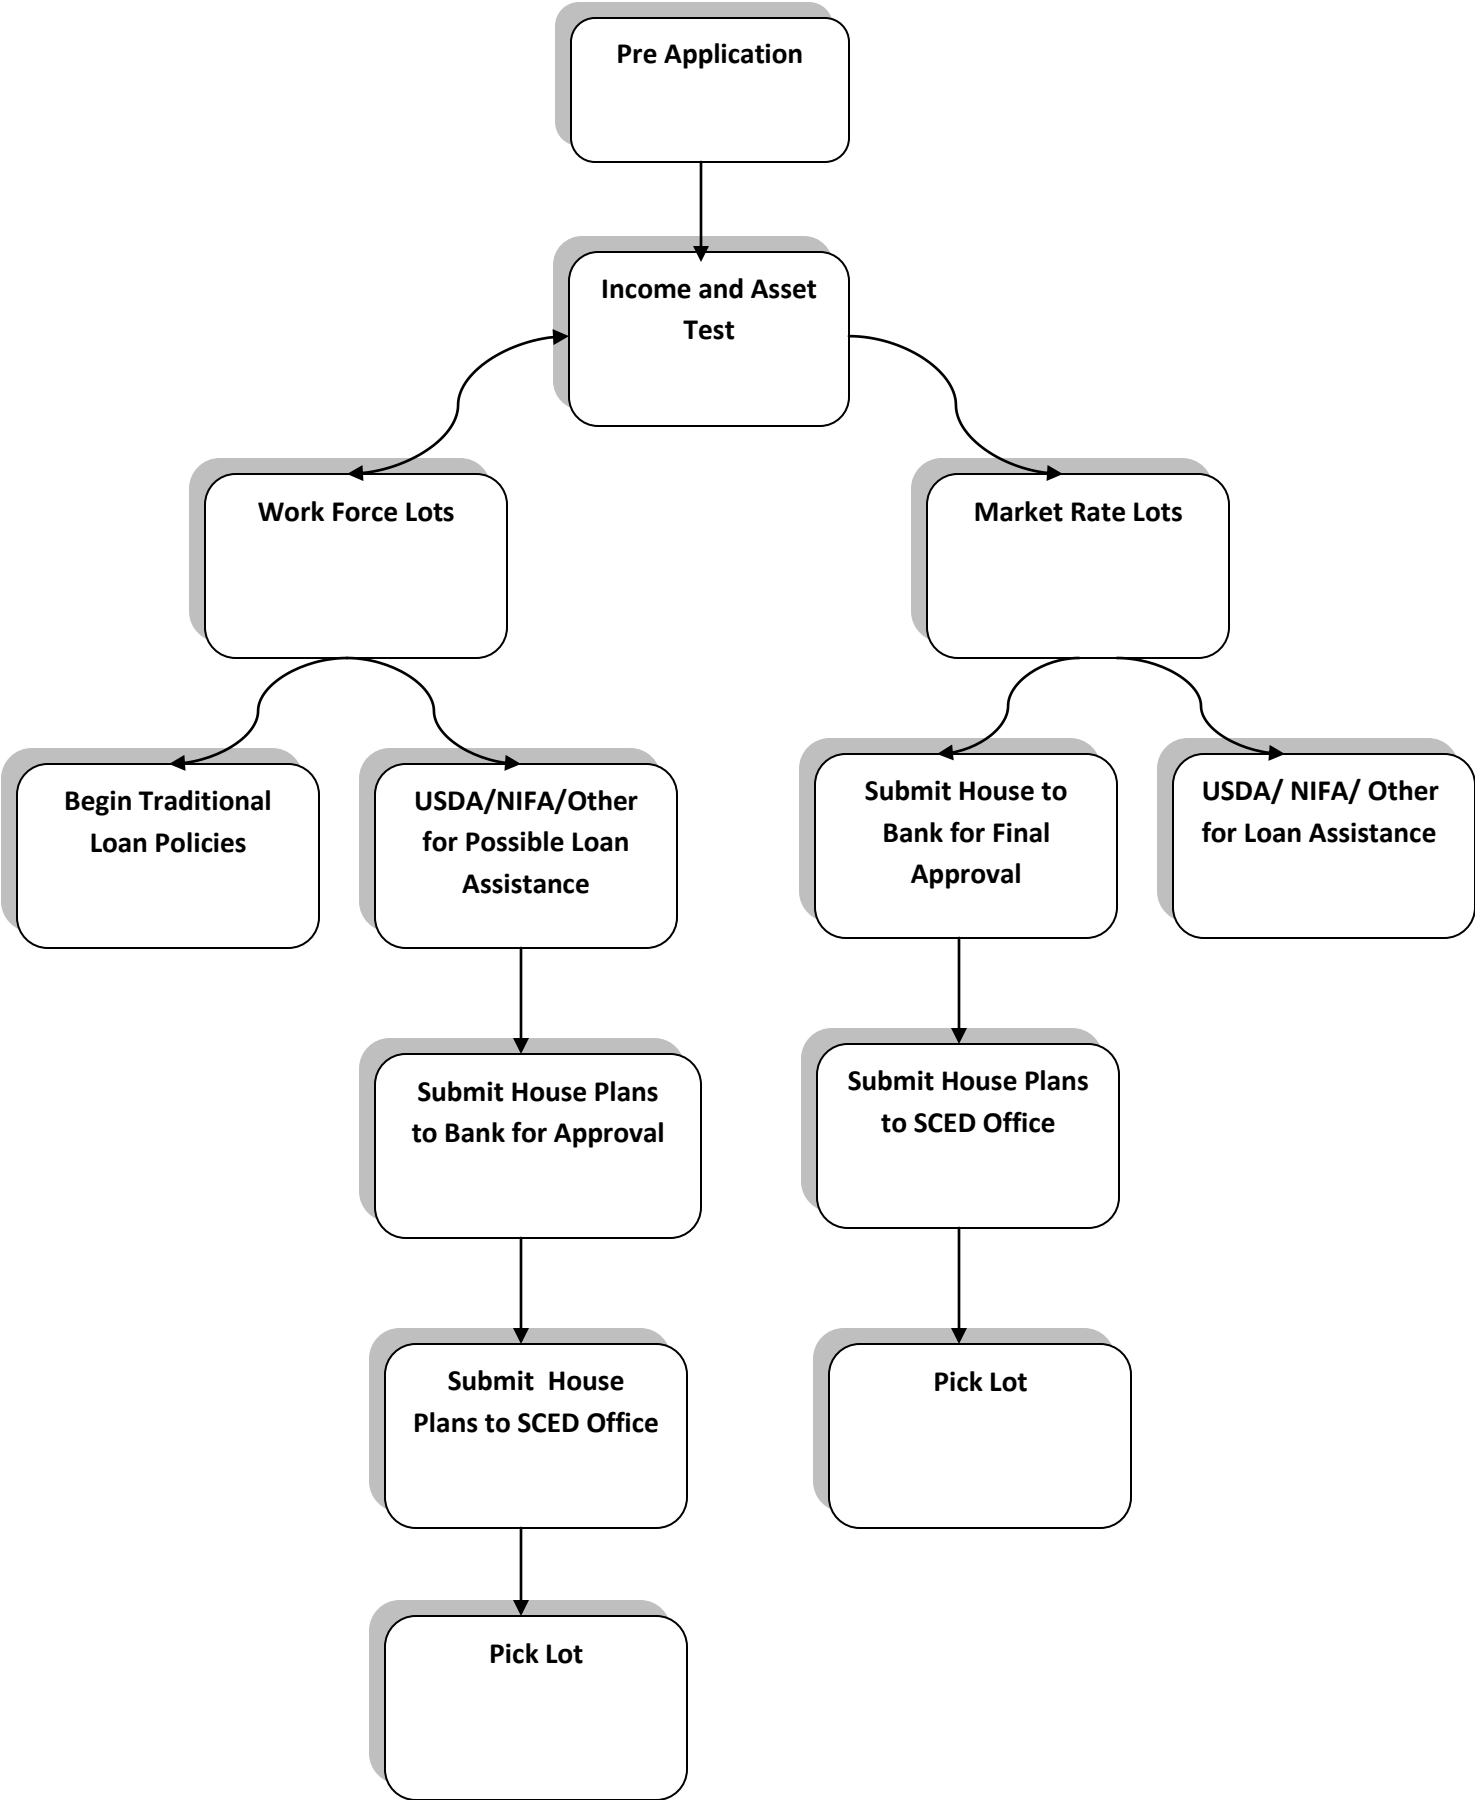 Pre Application
Income and Asset
Test
Work Force Lots
Market Rate Lots
Begin Traditional
Loan Policies
USDA/NIFA/Other
for Possible Loan
Assistance
Submit House to
Bank for Final
Approval
USDA/ NIFA/ Other
for Loan Assistance
Submit House Plans
to Bank for Approval
Submit House Plans
to SCED Office
Submit  House
Plans to SCED Office
Pick Lot
Pick Lot